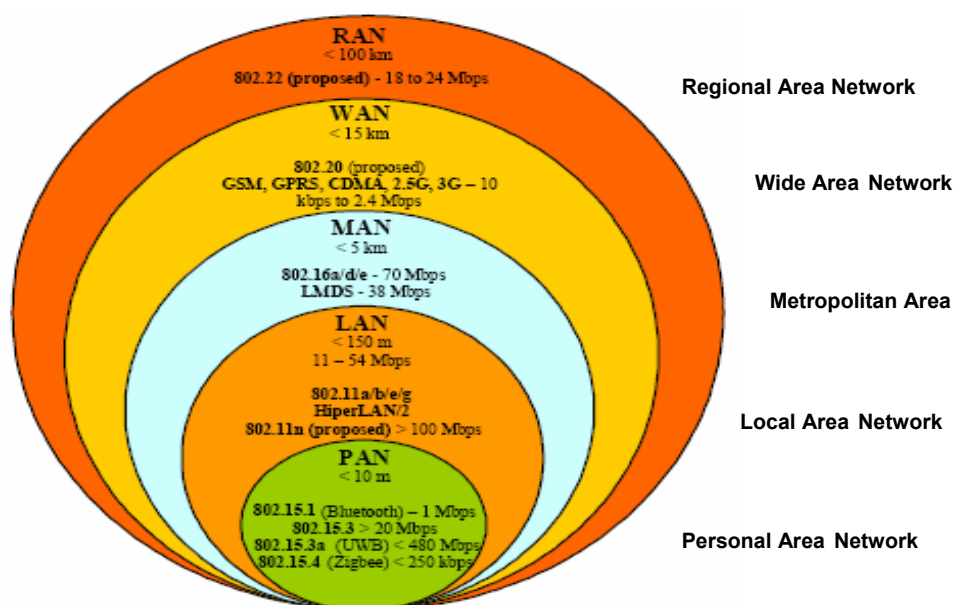 RAN
< 100 km
802.22 (proposed) - 18 to 24 Mbps
Regional Area Network
WAN
< 15 km
802.20 (proposed)
GSM, GPRS, CDMA, 2.5G, 3G – 10
kbps to 2.4 Mbps
Wide Area Network
MAN
< 5 km
802.16a/d/e - 70 Mbps
LMDS - 38 Mbps
Metropolitan Area
LAN
< 150 m
11 – 54 Mbps
802.11a/b/e/g
HiperLAN/2
802.11n (proposed) > 100 Mbps
Local Area Network
PAN
< 10 m
802.15.1 (Bluetooth) – 1 Mbps
802.15.3 > 20 Mbps
802.15.3a (UWB) < 480 Mbps
802.15.4 (Zigbee) < 250 kbps
Personal Area Network